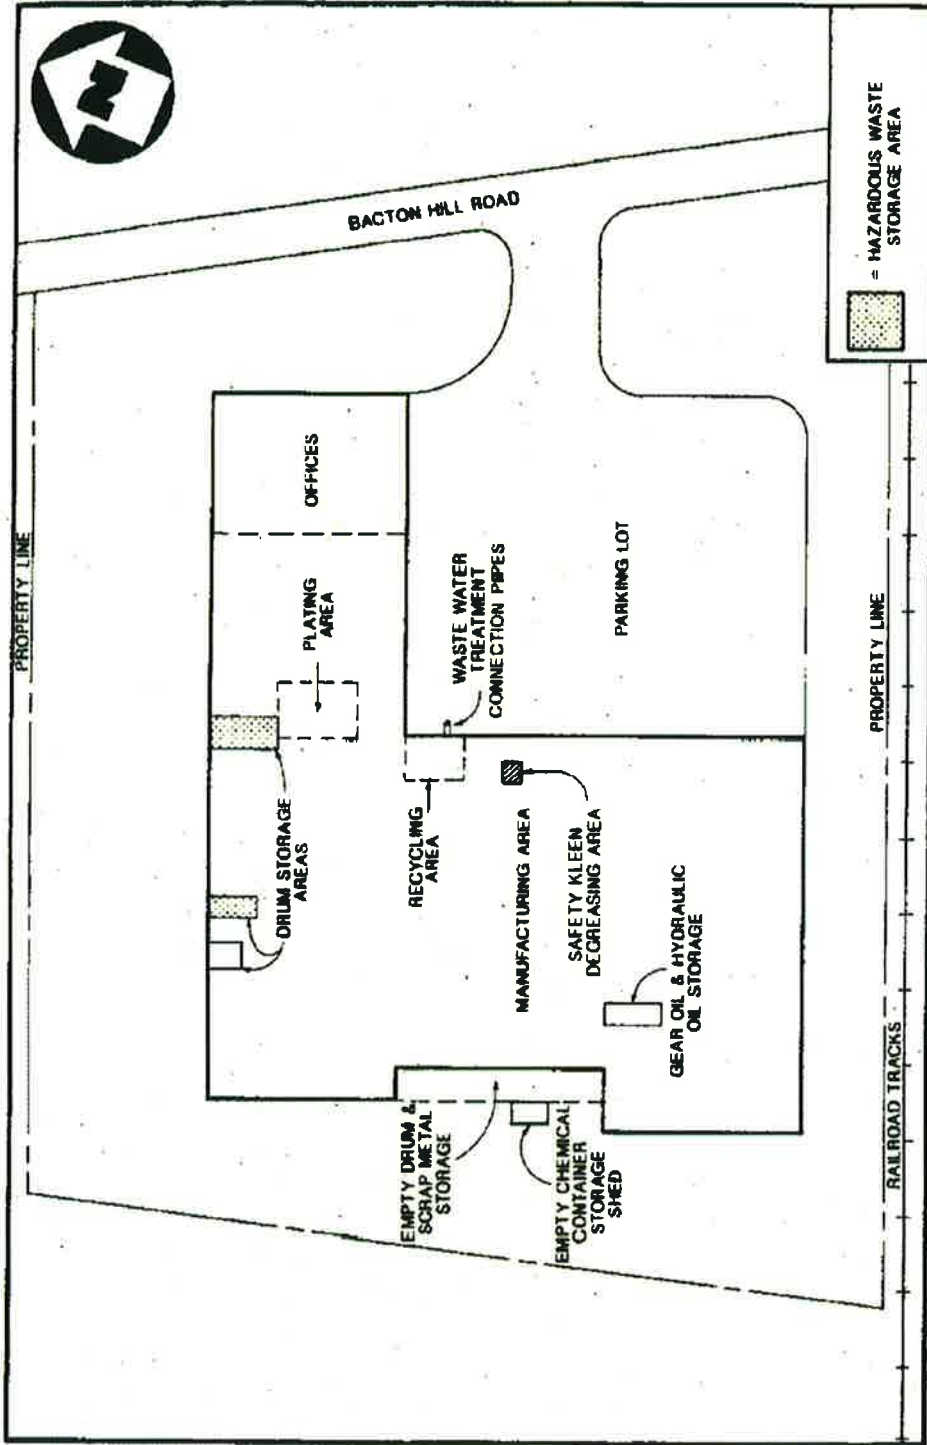 N
BACTON HILL ROAD
= HAZARDOUS WASTE
STORAGE AREA
PROPERTY LINE
OFFICES
PLATING
AREA
WASTE WATER
TREATMENT
CONNECTION PIPES
PARKING LOT
PROPERTY LINE
DRUM STORAGE
AREAS
RECYCLING
AREA
MANUFACTURING AREA
SAFETY KLEEN
DEGREASING AREA
GEAR OIL & HYDRAULIC
OIL STORAGE
EMPTY DRUM &
SCRAP METAL
STORAGE
EMPTY CHEMICAL
CONTAINER
STORAGE
SHED
RAILROAD TRACKS